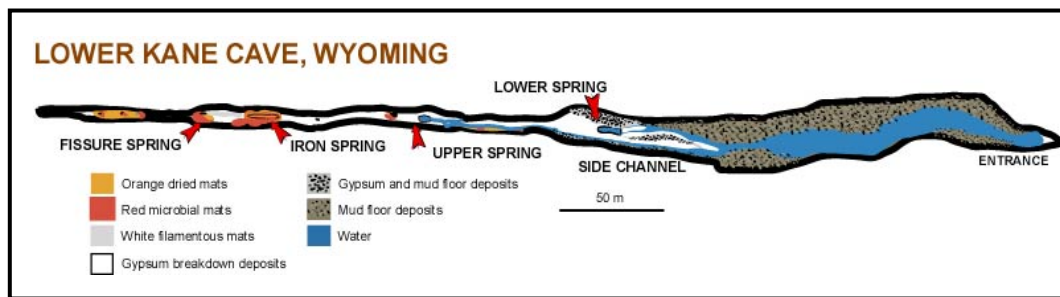 LOWER KANE CAVE, WYOMING
LOWER SPRING
FISSURE SPRING
IRON SPRING
UPPER SPRING
SIDE CHANNEL
ENTRANCE
Orange dried mats
Red microbial mats
White filamentous mats
Gypsum breakdown deposits
Gypsum and mud floor deposits
Mud floor deposits
Water
50 m